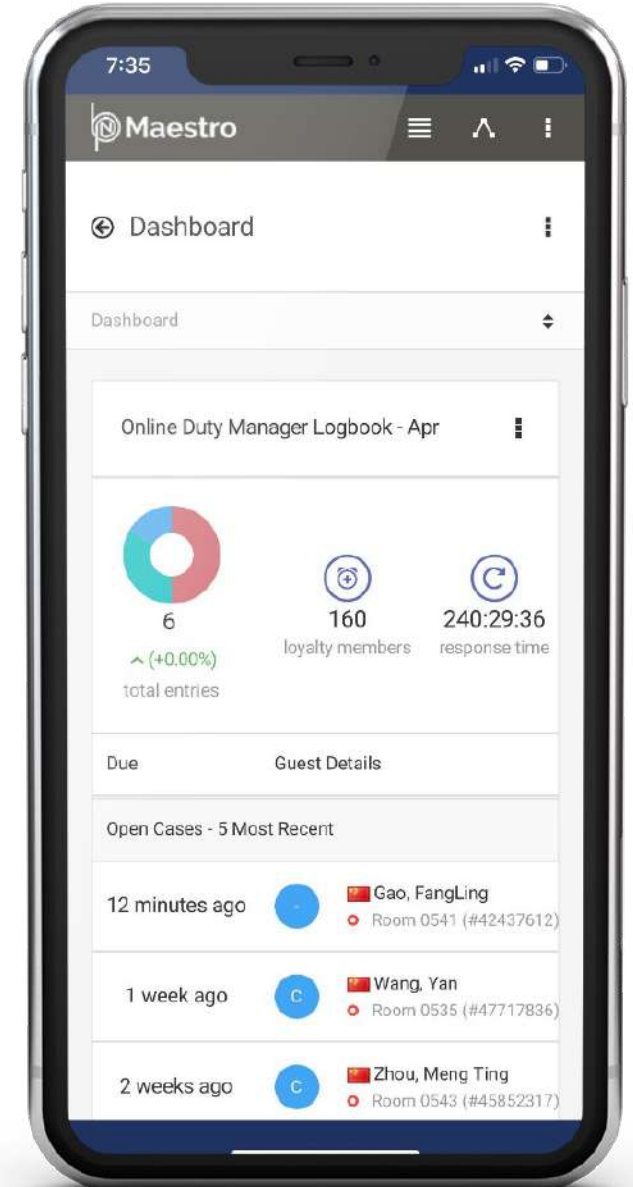 7:35
Maestro
Dashboard
Dashboard
Online Duty Manager Logbook - Apr
6
(+0.00%)
total entries
160
loyalty members
240:29:36
response time
Due Guest Details
Open Cases - 5 Most Recent
12 minutes ago - Gao, FangLing
Room 0541 (#42437612)
1 week ago C Wang, Yan
Room 0535 (#47717836)
2 weeks ago C Zhou, Meng Ting
Room 0543 (#45852317)